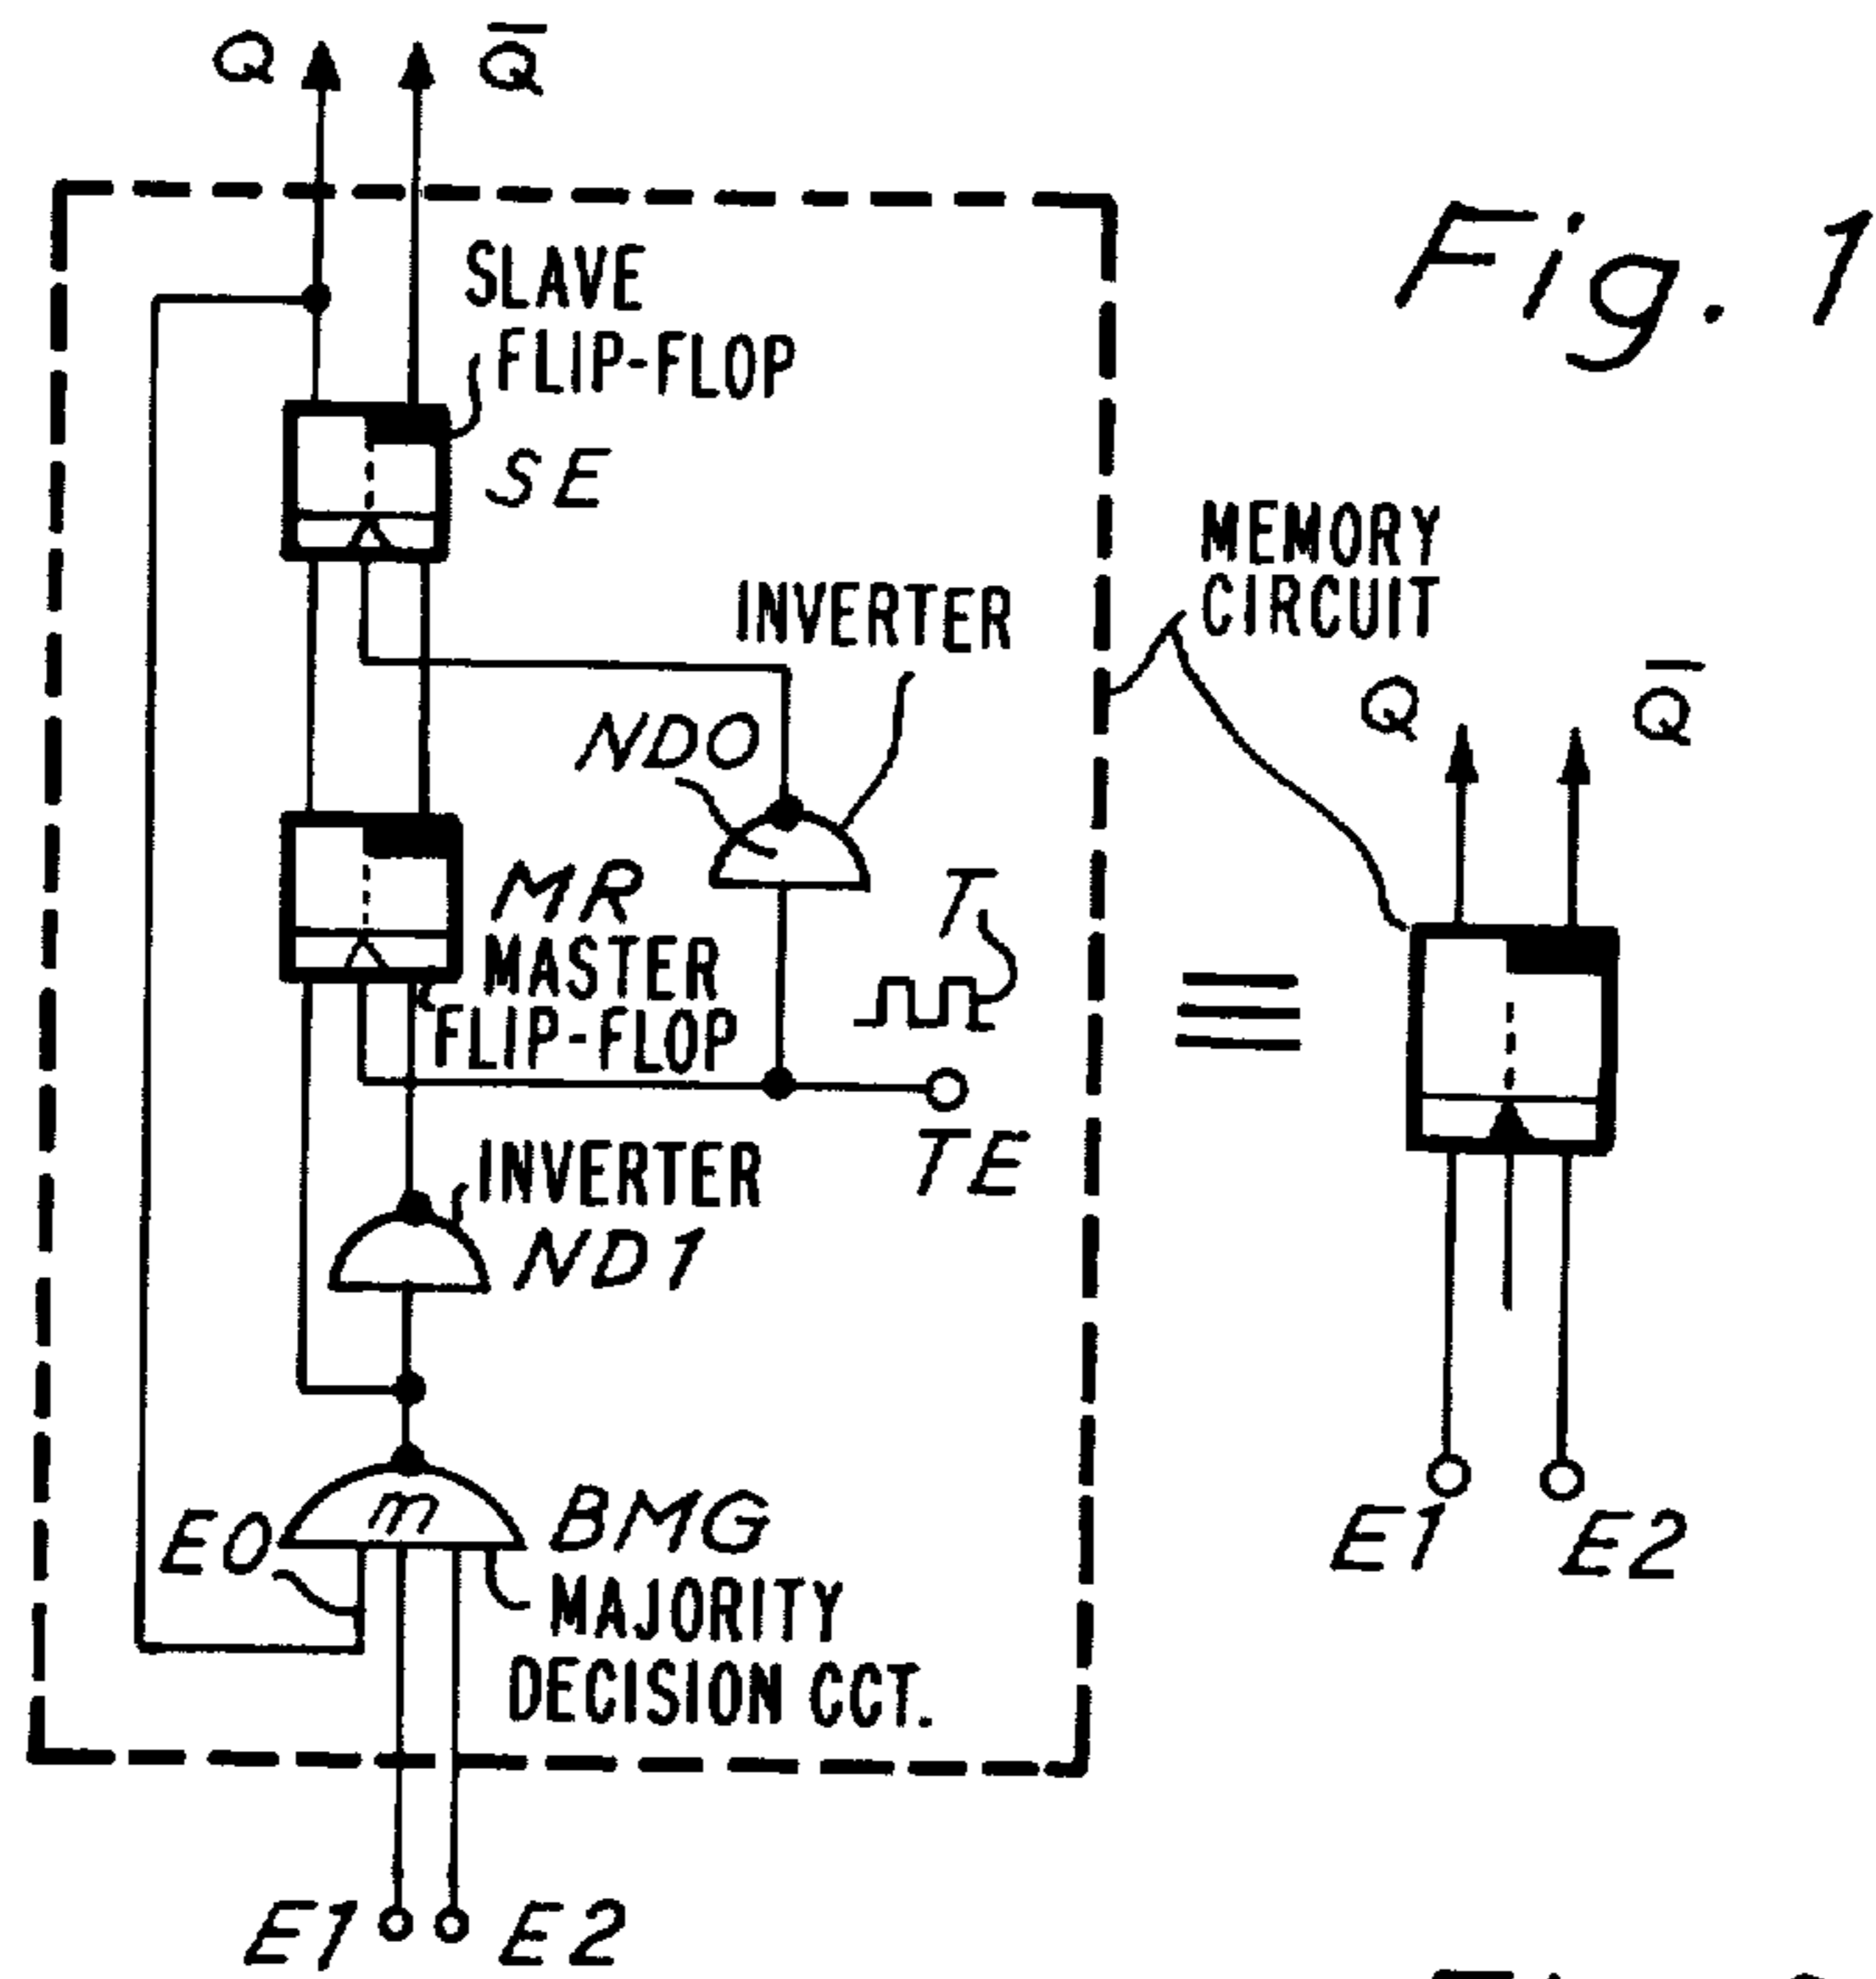 Q Q̅
Fig. 1
SLAVE
FLIP-FLOP
SE
MEMORY
CIRCUIT
INVERTER
Q Q̅
ND0
MR
MASTER
FLIP-FLOP
T
TE
INVERTER
ND1
E0
m
BMG
MAJORITY
DECISION CCT.
E1 E2
E1 E2